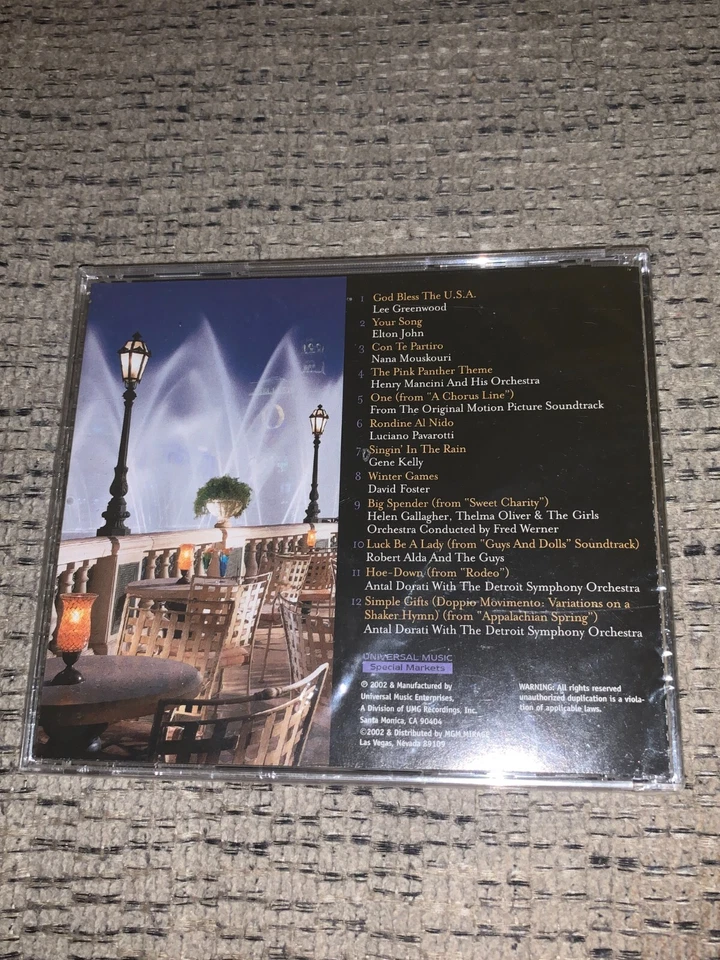 1 God Bless The U.S.A.
Lee Greenwood
2 Your Song
Elton John
3 Con Te Partiro
Nana Mouskouri
4 The Pink Panther Theme
Henry Mancini And His Orchestra
5 One (from "A Chorus Line")
From The Original Motion Picture Soundtrack
6 Rondine Al Nido
Luciano Pavarotti
7 Singin' In The Rain
Gene Kelly
8 Winter Games
David Foster
9 Big Spender (from "Sweet Charity")
Helen Gallagher, Thelma Oliver & The Girls
Orchestra Conducted by Fred Werner
10 Luck Be A Lady (from "Guys And Dolls" Soundtrack)
Robert Alda And The Guys
11 Hoe-Down (from "Rodeo")
Antal Dorati With The Detroit Symphony Orchestra
12 Simple Gifts (Doppio Movimento: Variations on a
Shaker Hymn) (from "Appalachian Spring")
Antal Dorati With The Detroit Symphony Orchestra
UNIVERSAL MUSIC
Special Markets
℗ 2002 & Manufactured by
Universal Music Enterprises,
A Division of UMG Recordings, Inc.
Santa Monica, CA 90404
©2002 & Distributed by MGM MIRAGE
Las Vegas, Nevada 89109
WARNING: All rights reserved
unauthorized duplication is a viola-
tion of applicable laws.